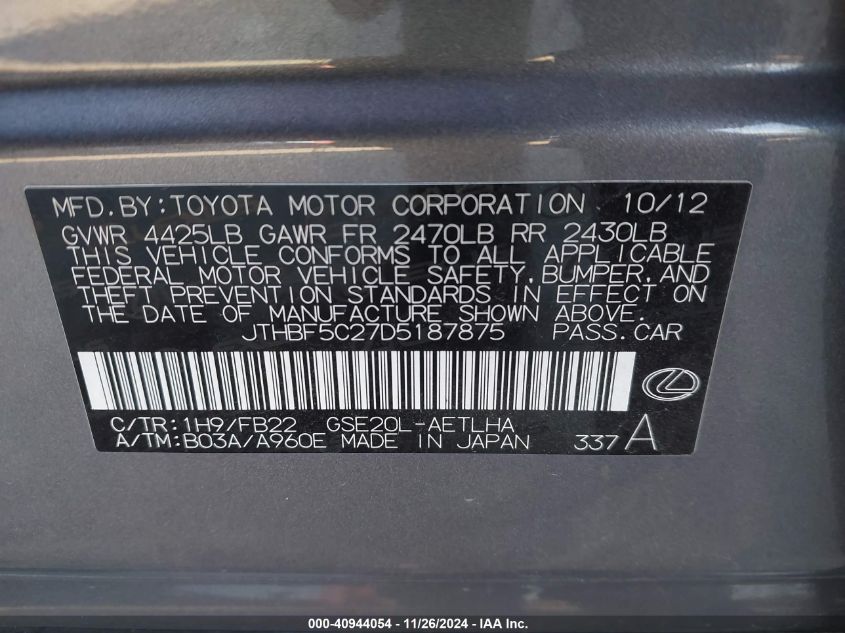 MFD.BY:TOYOTA MOTOR CORPORATION 10/12
GVWR 4425LB GAWR FR 2470LB RR 2430LB
THIS VEHICLE CONFORMS TO ALL APPLICABLE
FEDERAL MOTOR VEHICLE SAFETY, BUMPER, AND
THEFT PREVENTION STANDARDS IN EFFECT ON
THE DATE OF MANUFACTURE SHOWN ABOVE.
JTHBF5C27D5187875 PASS.CAR
C/TR:1H9/FB22 GSE20L-AETLHA
A/TM:B03A/A960E MADE IN JAPAN 337A
000-40944054 - 11/26/2024 - IAA Inc.